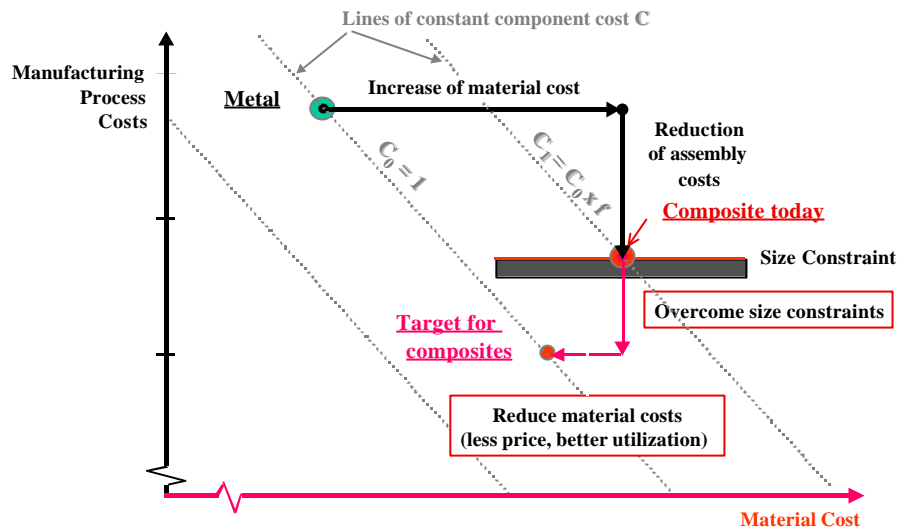 Lines of constant component cost C
Manufacturing
Process
Costs
Metal
Increase of material cost
Reduction
of assembly
costs
C₀ = 1
C₁ = C₀ x f
Composite today
Size Constraint
Overcome size constraints
Target for
composites
Reduce material costs
(less price, better utilization)
Material Cost